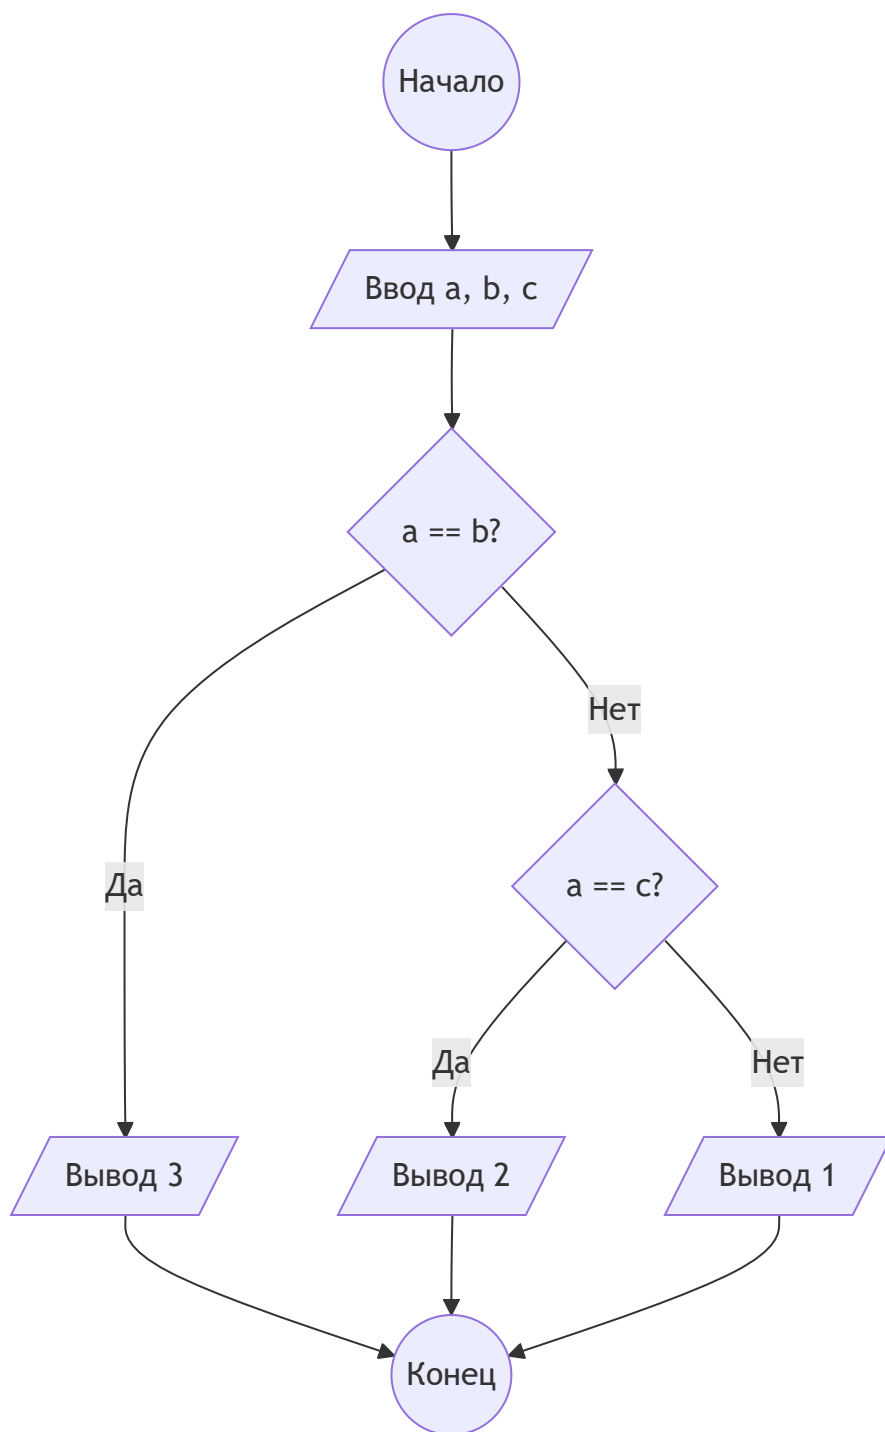 Начало
Ввод a, b, c
a == b?
Нет
Да
a == c?
Да
Нет
Вывод 3
Вывод 2
Вывод 1
Конец